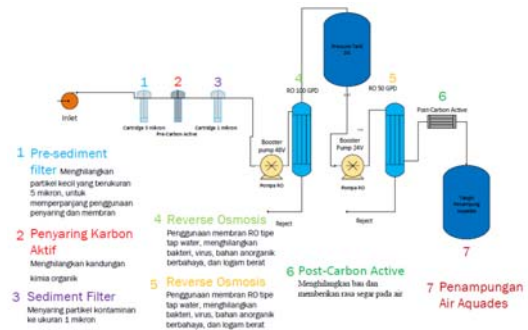 4
5
RO 100 GPD
RO 50 GPD
1
2
3
6
Post-Carbon Active
Inlet
Cartridge 5 mikron
Pre-Carbon Active
Cartridge 1 mikron
Booster
pump 48V
Booster
Pump 24V
Pompa RO
Pompa RO
Reject
Reject
7
1 Pre-sediment
filter Menghilangkan
partikel kecil yang berukuran
5 mikron, untuk
memperpanjang penggunaan
penyaring dan membran
2 Penyaring Karbon
Aktif
Menghilangkan kandungan
kimia organik
3 Sediment Filter
Menyaring partikel kontaminan
ke ukuran 1 mikron
4 Reverse Osmosis
Penggunaan membran RO tipe
tap water, menghilangkan
bakteri, virus, bahan anorganik
berbahaya, dan logam berat
5 Reverse Osmosis
Penggunaan membran RO tipe
tap water, menghilangkan
bakteri, virus, bahan anorganik
berbahaya, dan logam berat
6 Post-Carbon Active
Menghilangkan bau dan
memberikan rasa segar pada air
7 Penampungan
Air Aquades